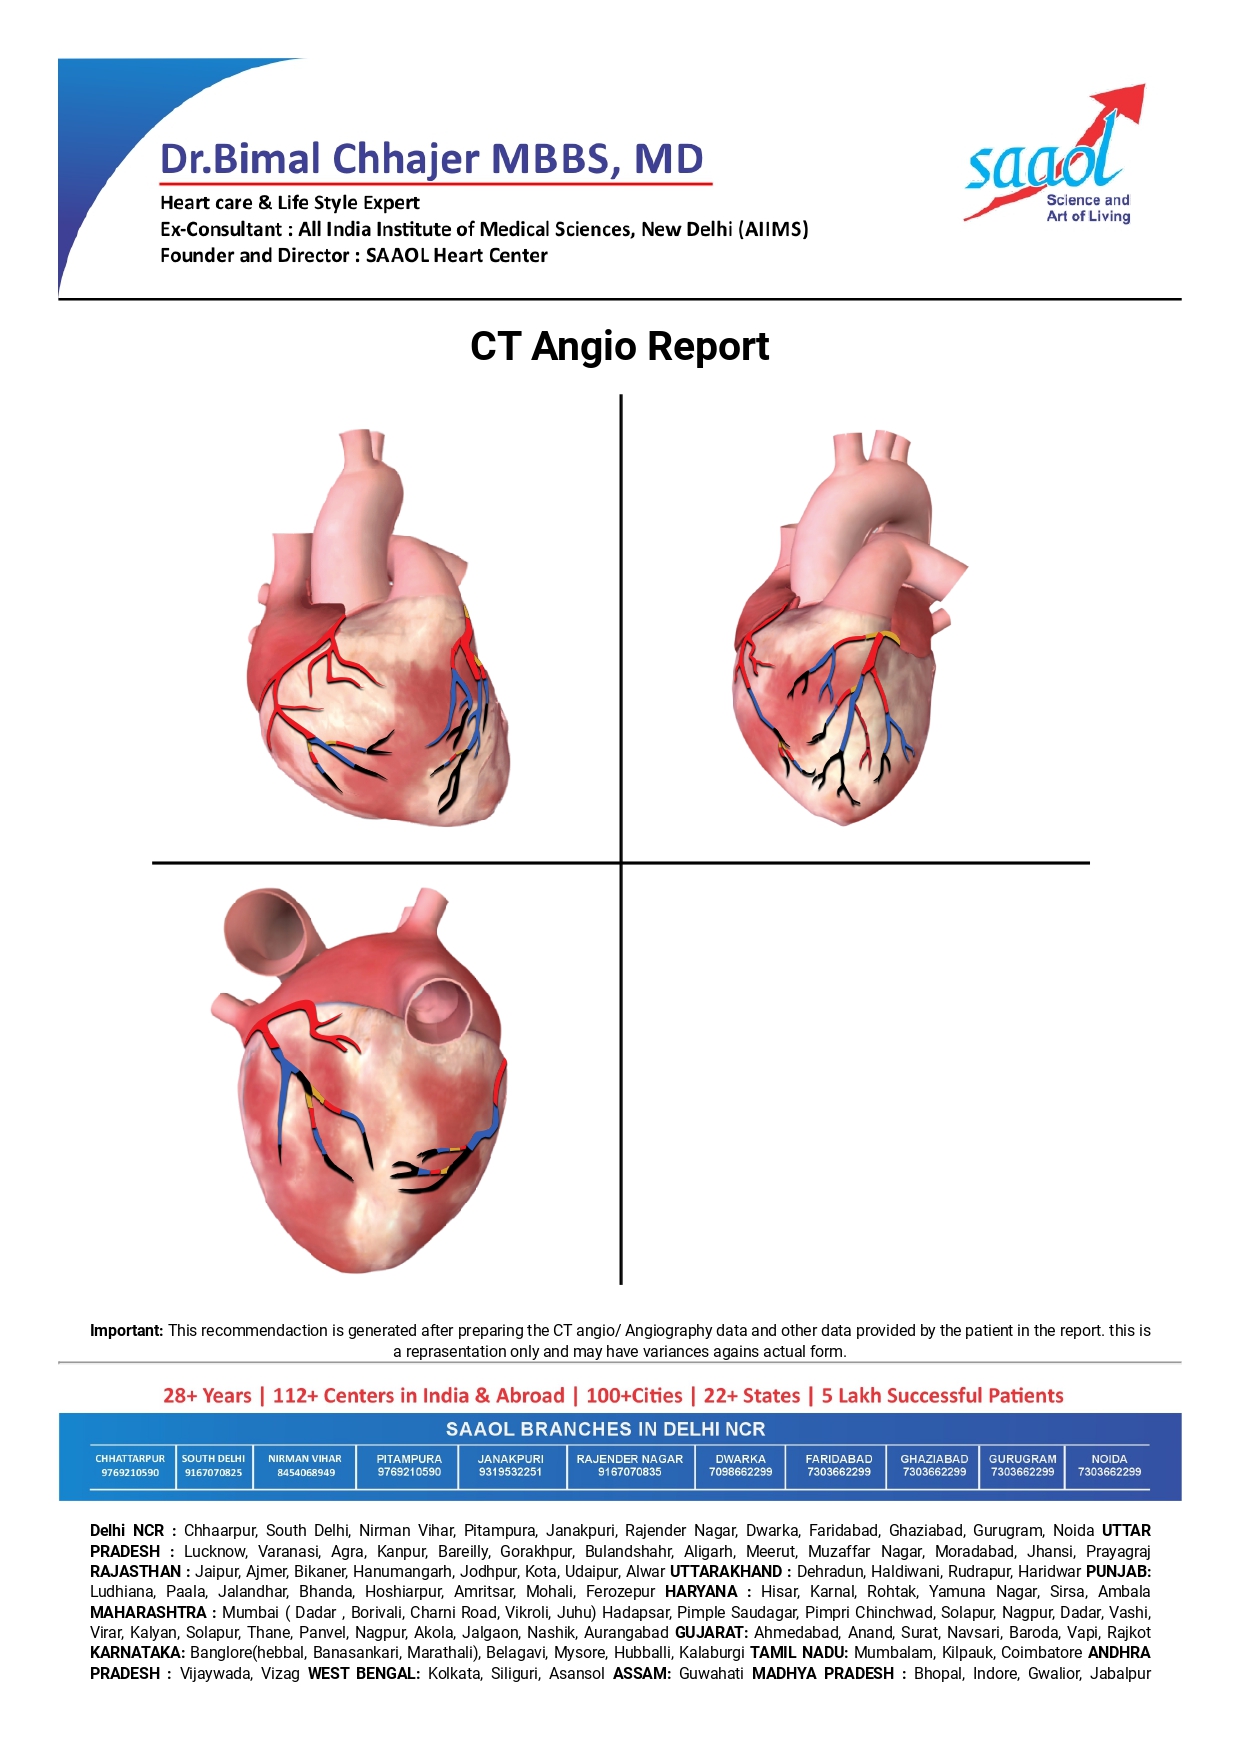 Dr.Bimal Chhajer MBBS, MD
Heart care & Life Style Expert
Ex-Consultant : All India Institute of Medical Sciences, New Delhi (AIIMS)
Founder and Director : SAAOL Heart Center
saaol
Science and
Art of Living
CT Angio Report
Important: This recommendaction is generated after preparing the CT angio/ Angiography data and other data provided by the patient in the report. this is
a reprasentation only and may have variances agains actual form.
28+ Years | 112+ Centers in India & Abroad | 100+Cities | 22+ States | 5 Lakh Successful Patients
SAAOL BRANCHES IN DELHI NCR
CHHATTARPUR SOUTH DELHI NIRMAN VIHAR PITAMPURA JANAKPURI RAJENDER NAGAR DWARKA FARIDABAD GHAZIABAD GURUGRAM NOIDA
9769210590 9167070825 8454068949 9769210590 9319532251 9167070835 7098662299 7303662299 7303662299 7303662299 7303662299
Delhi NCR : Chhaarpur, South Delhi, Nirman Vihar, Pitampura, Janakpuri, Rajender Nagar, Dwarka, Faridabad, Ghaziabad, Gurugram, Noida UTTAR
PRADESH : Lucknow, Varanasi, Agra, Kanpur, Bareilly, Gorakhpur, Bulandshahr, Aligarh, Meerut, Muzaffar Nagar, Moradabad, Jhansi, Prayagraj
RAJASTHAN : Jaipur, Ajmer, Bikaner, Hanumangarh, Jodhpur, Kota, Udaipur, Alwar UTTARAKHAND : Dehradun, Haldiwani, Rudrapur, Haridwar PUNJAB:
Ludhiana, Paala, Jalandhar, Bhanda, Hoshiarpur, Amritsar, Mohali, Ferozepur HARYANA : Hisar, Karnal, Rohtak, Yamuna Nagar, Sirsa, Ambala
MAHARASHTRA : Mumbai ( Dadar , Borivali, Charni Road, Vikroli, Juhu) Hadapsar, Pimple Saudagar, Pimpri Chinchwad, Solapur, Nagpur, Dadar, Vashi,
Virar, Kalyan, Solapur, Thane, Panvel, Nagpur, Akola, Jalgaon, Nashik, Aurangabad GUJARAT: Ahmedabad, Anand, Surat, Navsari, Baroda, Vapi, Rajkot
KARNATAKA: Banglore(hebbal, Banasankari, Marathali), Belagavi, Mysore, Hubballi, Kalaburgi TAMIL NADU: Mumbalam, Kilpauk, Coimbatore ANDHRA
PRADESH : Vijaywada, Vizag WEST BENGAL: Kolkata, Siliguri, Asansol ASSAM: Guwahati MADHYA PRADESH : Bhopal, Indore, Gwalior, Jabalpur